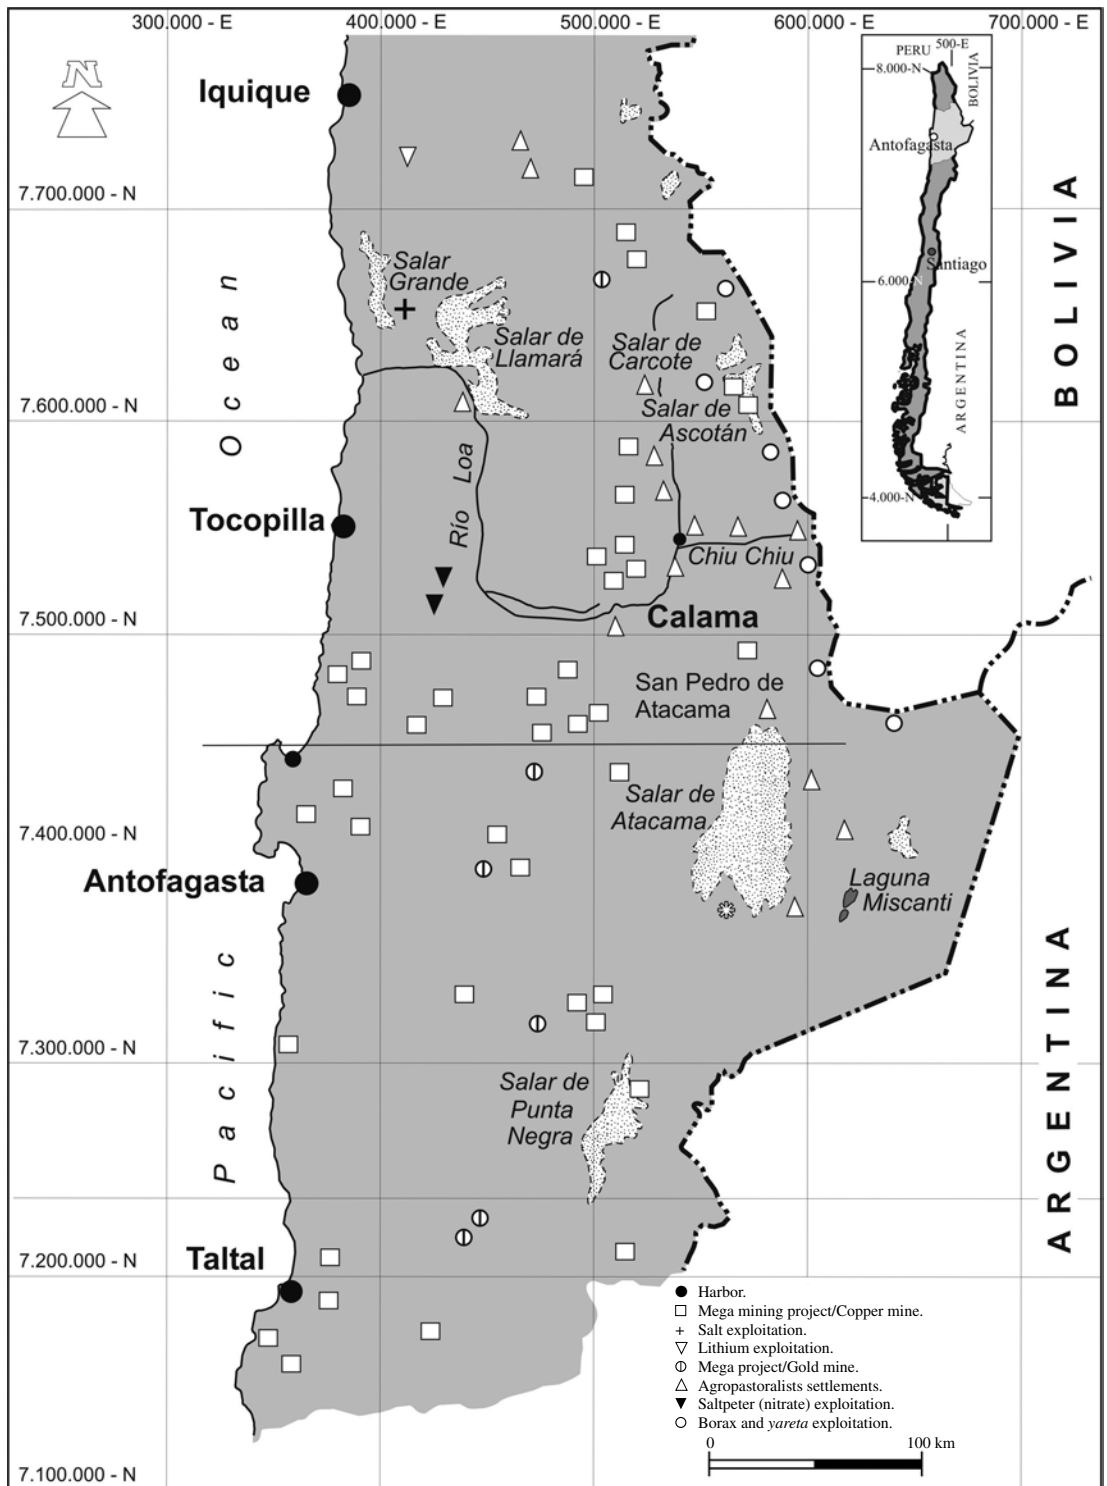 300.000 - E
400.000 - E
500.000 - E
600.000 - E
700.000 - E
N
Iquique
PERU
500-E
8.000-N
BOLIVIA
Antofagasta
Santiago
6.000-N
ARGENTINA
4.000-N
7.700.000 - N
BOLIVIA
Ocean
Salar
Grande
Salar de
Llamará
Salar de
Carcote
7.600.000 - N
Salar de
Ascotán
Río Loa
Tocopilla
Chiu Chiu
7.500.000 - N
Calama
San Pedro de
Atacama
Salar de
Atacama
7.400.000 - N
Antofagasta
Laguna
Miscanti
Pacific
ARGENTINA
7.300.000 - N
Salar de
Punta
Negra
7.200.000 - N
Taltal
Harbor.
Mega mining project/Copper mine.
Salt exploitation.
Lithium exploitation.
Mega project/Gold mine.
Agropastoralists settlements.
Saltpeter (nitrate) exploitation.
Borax and yareta exploitation.
0
100 km
7.100.000 - N